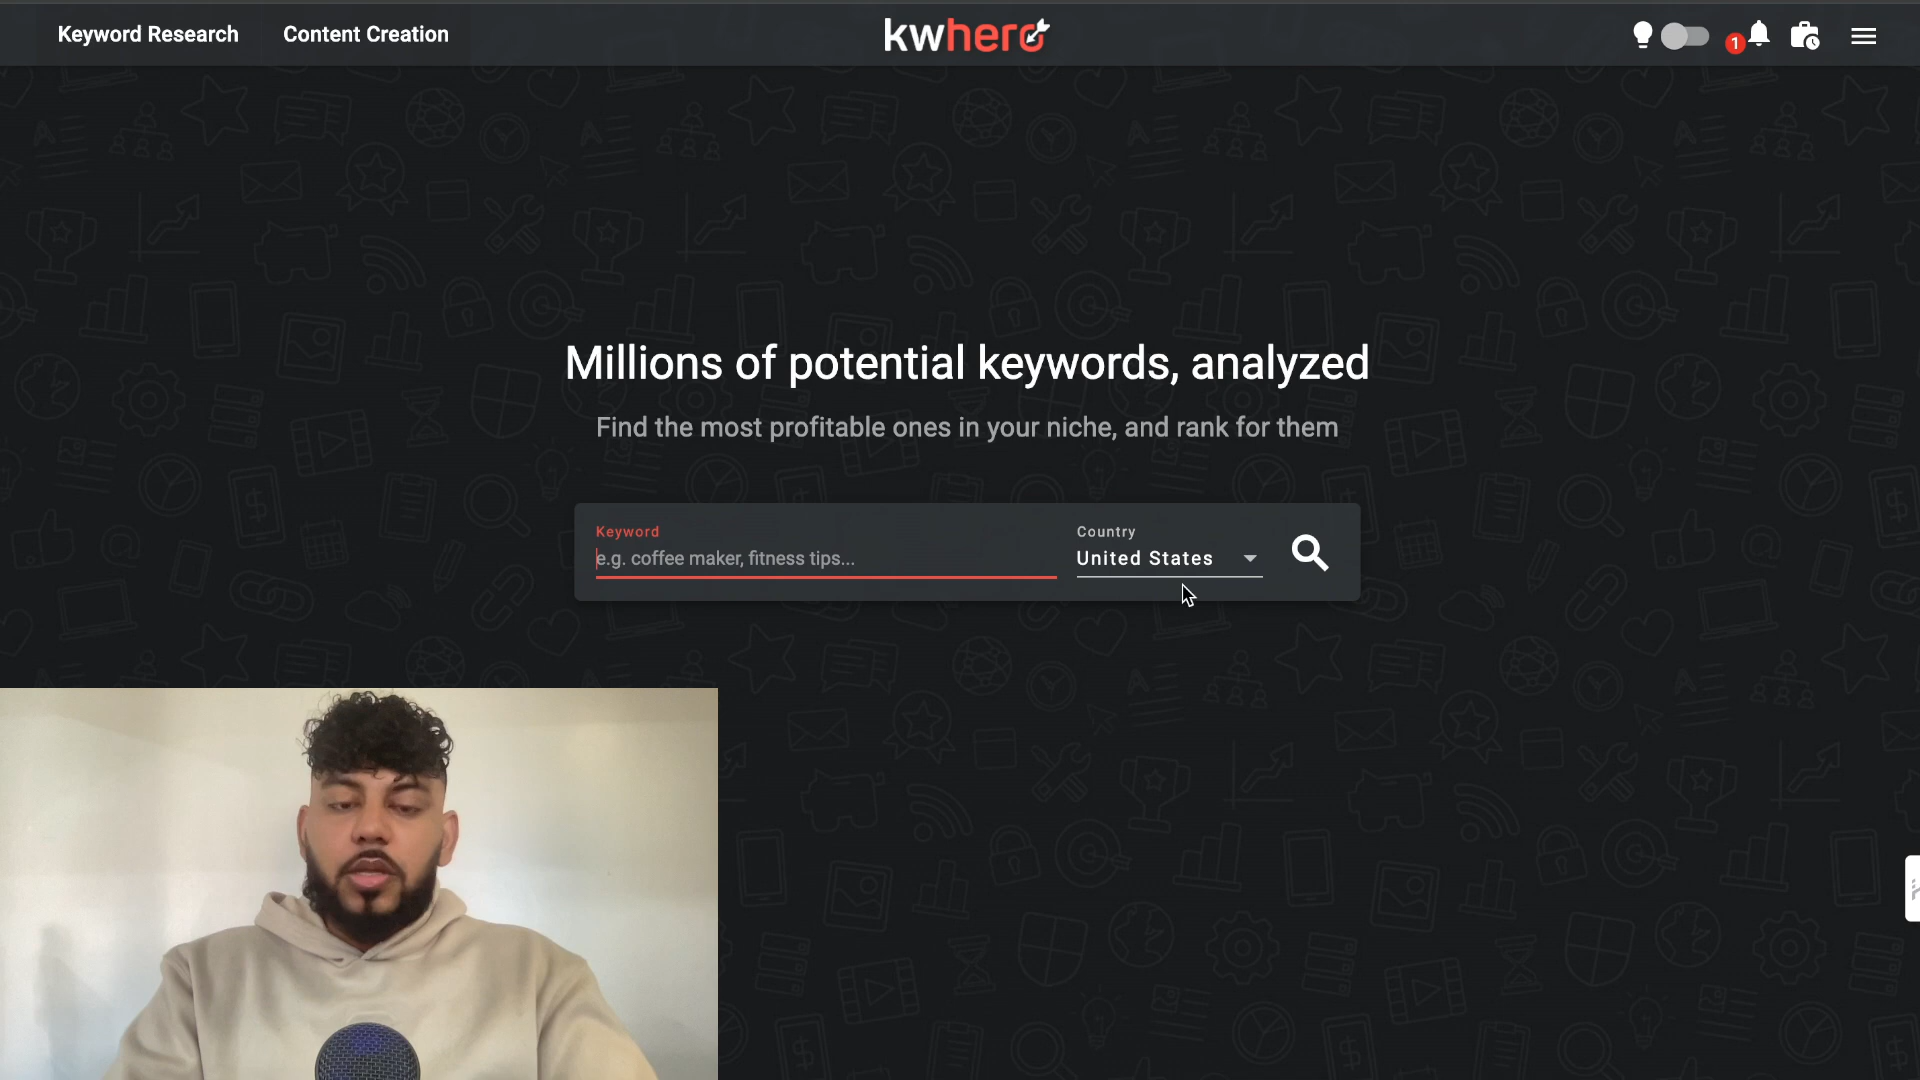 Keyword Research
Content Creation
kwhero
1
Millions of potential keywords, analyzed
Find the most profitable ones in your niche, and rank for them
Keyword
e.g. coffee maker, fitness tips...
Country
United States